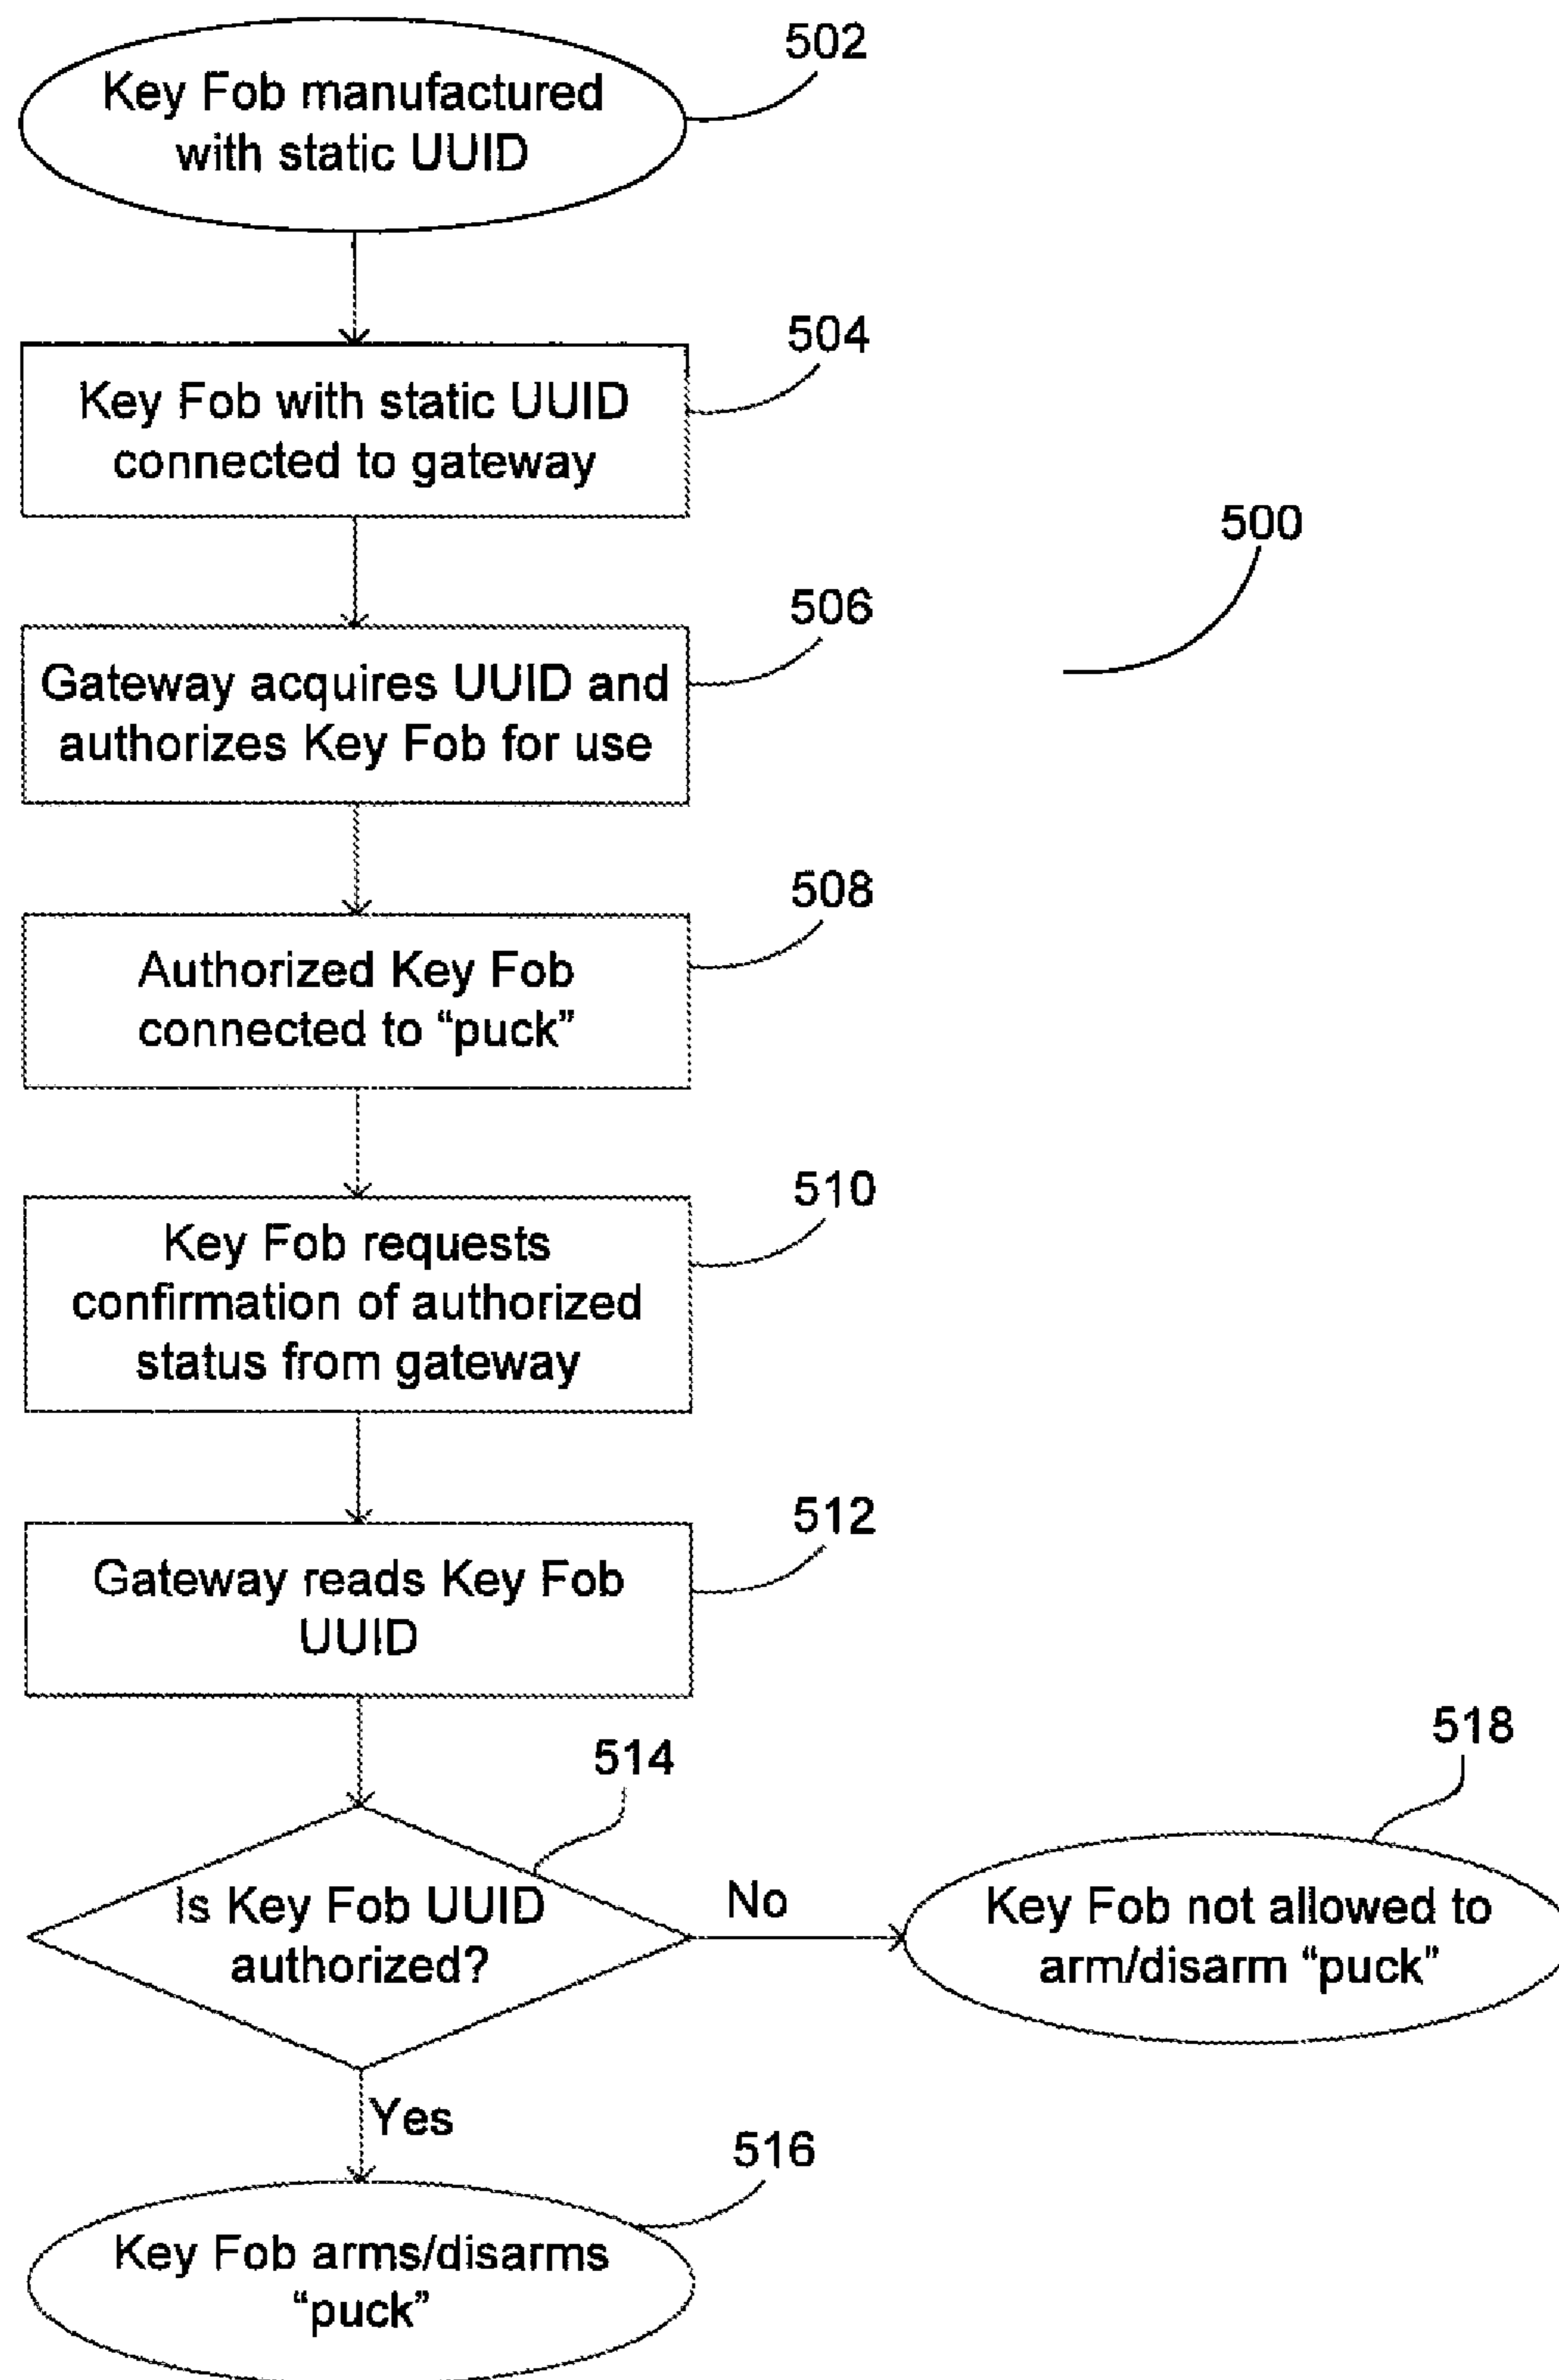 502
Key Fob manufactured
with static UUID
504
Key Fob with static UUID
connected to gateway
500
506
Gateway acquires UUID and
authorizes Key Fob for use
508
Authorized Key Fob
connected to “puck”
510
Key Fob requests
confirmation of authorized
status from gateway
512
Gateway reads Key Fob
UUID
514
518
Is Key Fob UUID
authorized?
No
Key Fob not allowed to
arm/disarm “puck”
Yes
516
Key Fob arms/disarms
“puck”